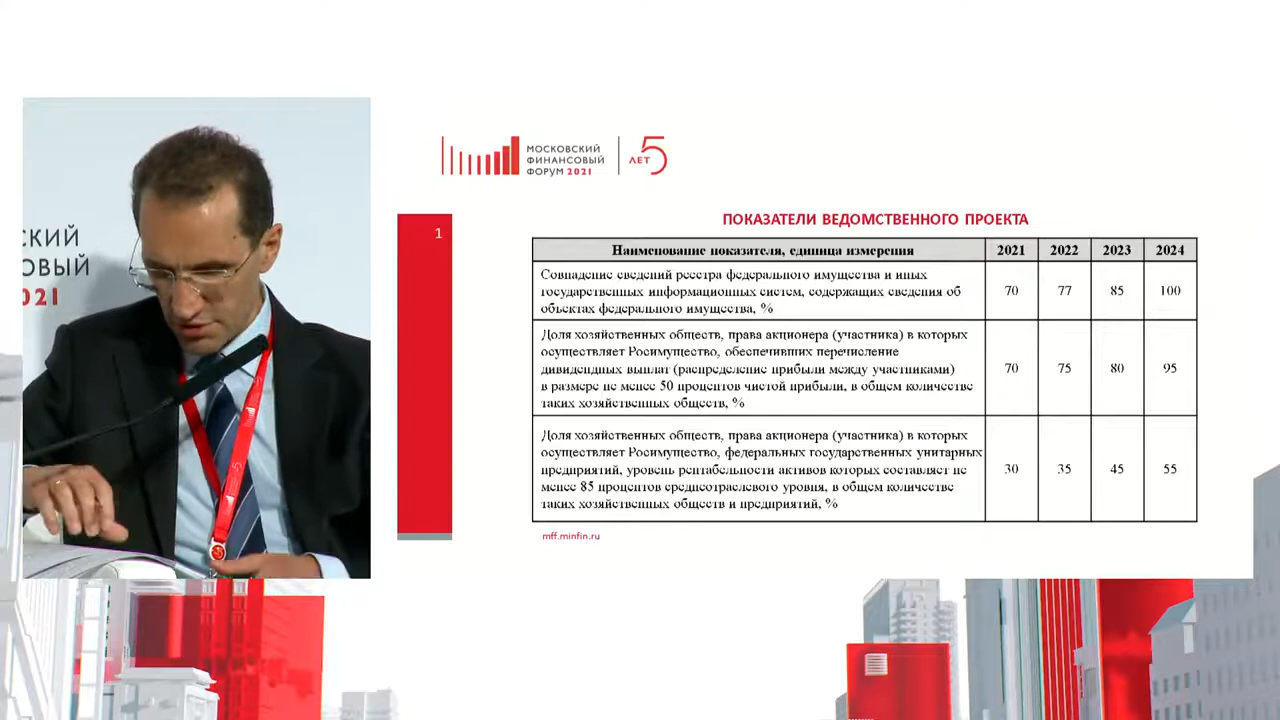 СКИЙ
ОВЫЙ
021
МОСКОВСКИЙ
ФИНАНСОВЫЙ
ФОРУМ 2021
5
ЛЕТ
1
ПОКАЗАТЕЛИ ВЕДОМСТВЕННОГО ПРОЕКТА
Наименование показателя, единица измерения 2021 2022 2023 2024
Совпадение сведений реестра федерального имущества и иных
государственных информационных систем, содержащих сведения об
объектах федерального имущества, %
70 77 85 100
Доля хозяйственных обществ, права акционера (участника) в которых
осуществляет Росимущество, обеспечивших перечисление
дивидендных выплат (распределение прибыли между участниками)
в размере не менее 50 процентов чистой прибыли, в общем количестве
таких хозяйственных обществ, %
70 75 80 95
Доля хозяйственных обществ, права акционера (участника) в которых
осуществляет Росимущество, федеральных государственных унитарных
предприятий, уровень рентабельности активов которых составляет не
менее 85 процентов среднеотраслевого уровня, в общем количестве
таких хозяйственных обществ и предприятий, %
30 35 45 55
mff.minfin.ru